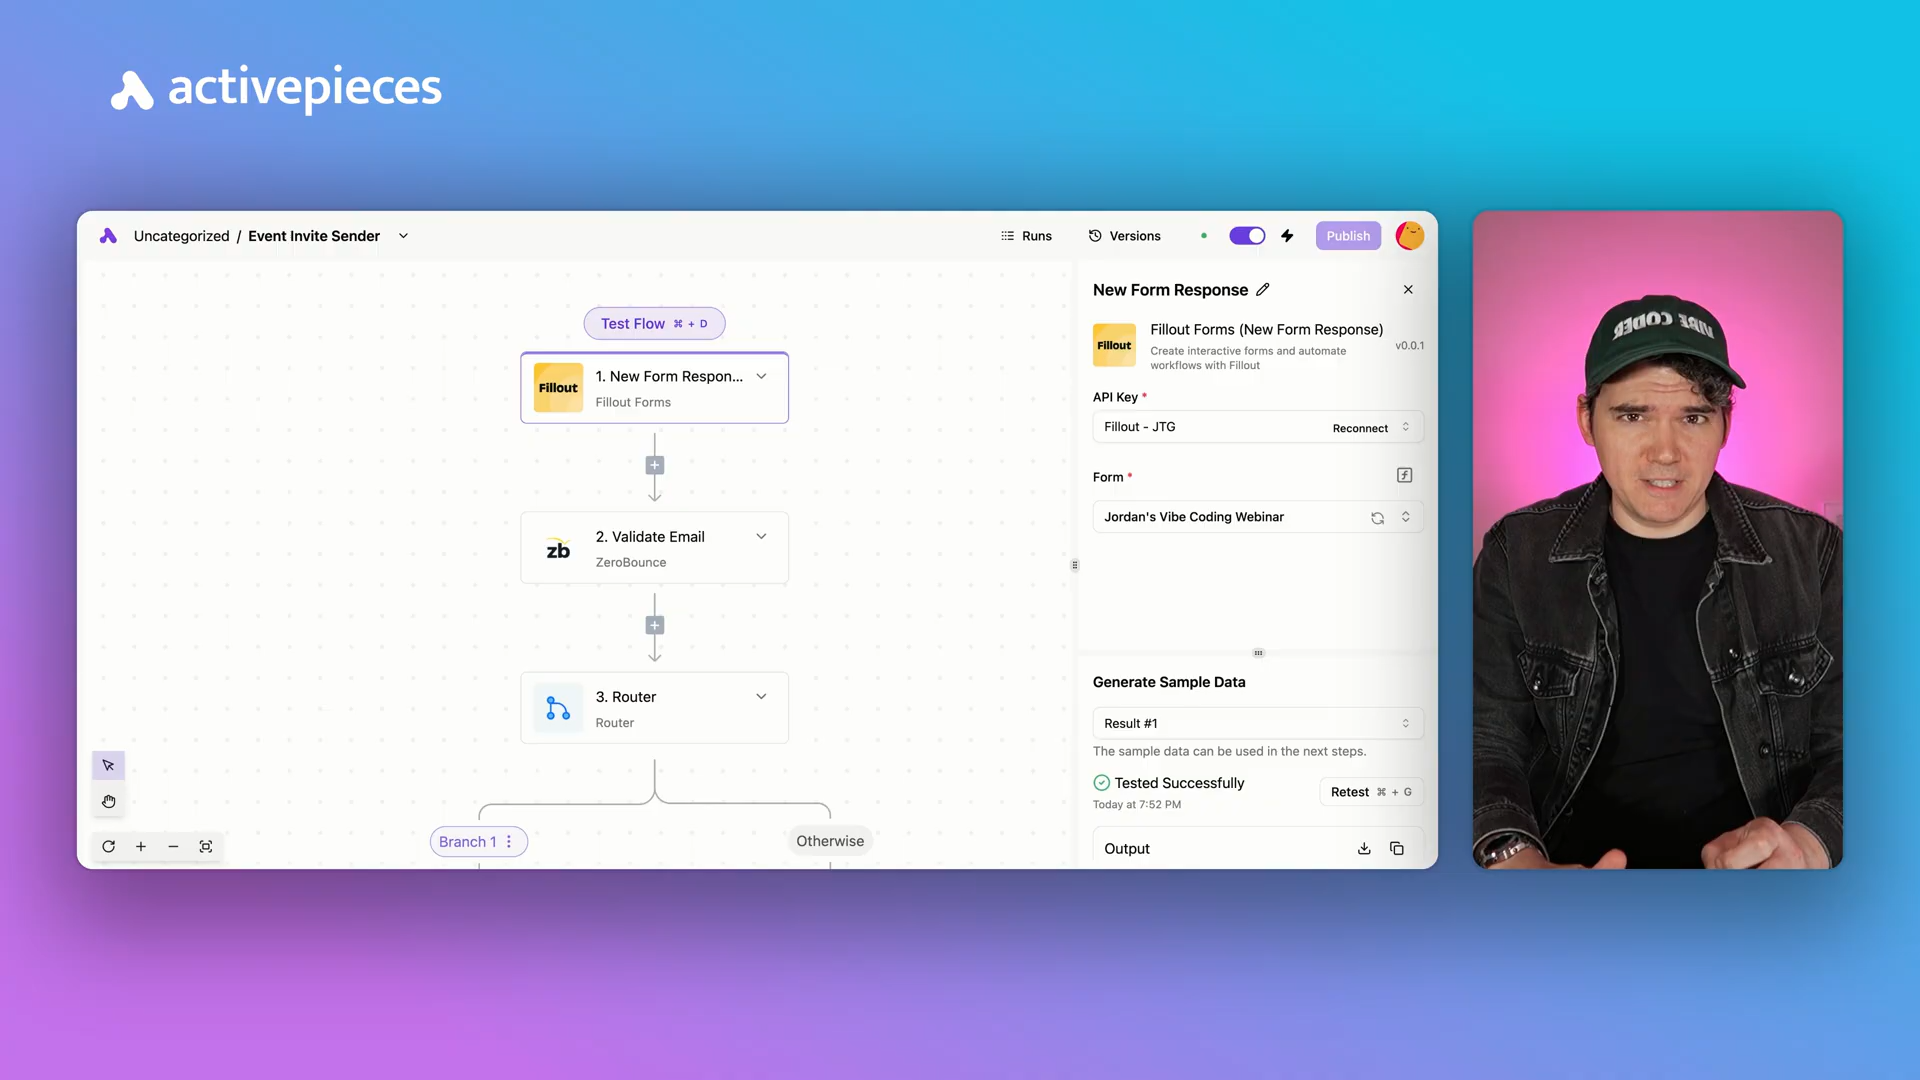 activepieces
Uncategorized / Event Invite Sender
Runs
Versions
Publish
Test Flow ⌘ + D
Fillout
1. New Form Respon...
Fillout Forms
zb
2. Validate Email
ZeroBounce
3. Router
Router
Branch 1
Otherwise
New Form Response
Fillout
Fillout Forms (New Form Response)
Create interactive forms and automate
workflows with Fillout
v0.0.1
API Key *
Fillout - JTG
Reconnect
Form *
Jordan's Vibe Coding Webinar
Generate Sample Data
Result #1
The sample data can be used in the next steps.
Tested Successfully
Today at 7:52 PM
Retest ⌘ + G
Output
VIBE CODER